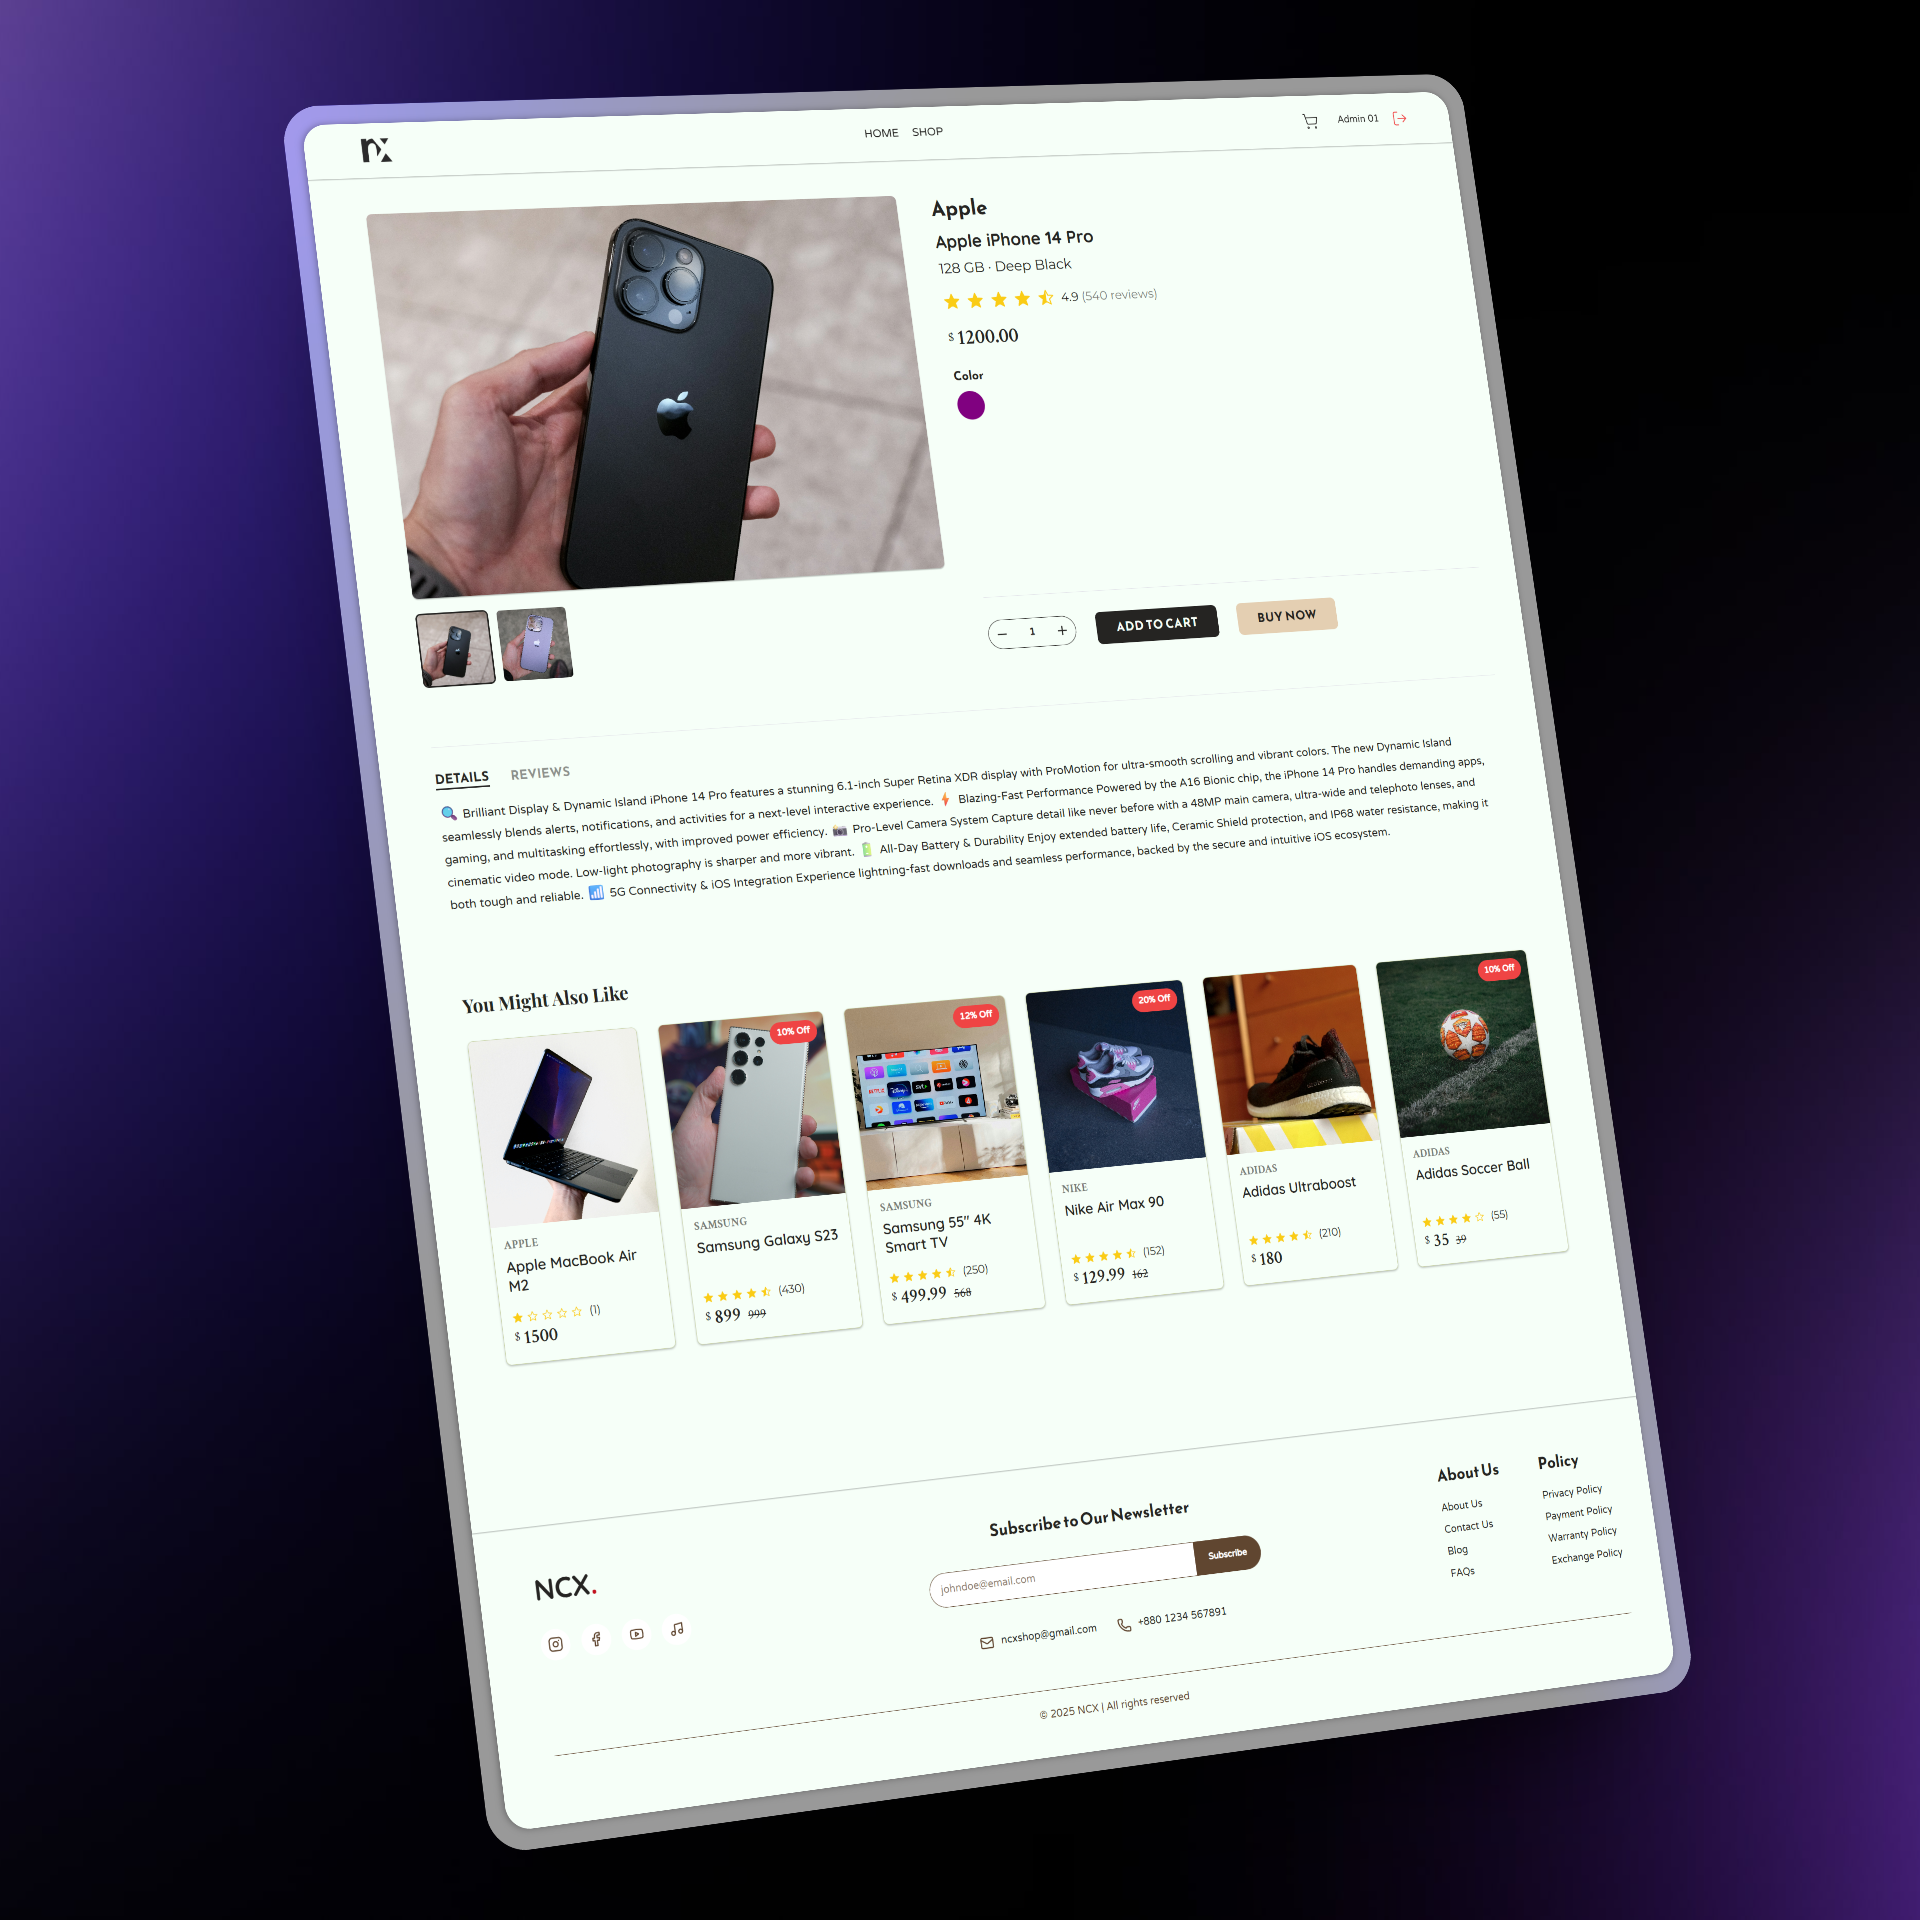 nx
HOME SHOP
Admin 01
Apple
Apple iPhone 14 Pro
128 GB · Deep Black
4.9 (540 reviews)
$ 1200.00
Color
1
ADD TO CART
BUY NOW
DETAILS REVIEWS
🔍 Brilliant Display & Dynamic Island iPhone 14 Pro features a stunning 6.1-inch Super Retina XDR display with ProMotion for ultra-smooth scrolling and vibrant colors. The new Dynamic Island
seamlessly blends alerts, notifications, and activities for a next-level interactive experience. ⚡ Blazing-Fast Performance Powered by the A16 Bionic chip, the iPhone 14 Pro handles demanding apps,
gaming, and multitasking effortlessly, with improved power efficiency. 📷 Pro-Level Camera System Capture detail like never before with a 48MP main camera, ultra-wide and telephoto lenses, and
cinematic video mode. Low-light photography is sharper and more vibrant. 🔋 All-Day Battery & Durability Enjoy extended battery life, Ceramic Shield protection, and IP68 water resistance, making it
both tough and reliable. 📶 5G Connectivity & iOS Integration Experience lightning-fast downloads and seamless performance, backed by the secure and intuitive iOS ecosystem.
You Might Also Like
APPLE
Apple MacBook Air
M2
(1)
$ 1500
10% Off
SAMSUNG
Samsung Galaxy S23
(430)
$ 899 999
12% Off
SAMSUNG
Samsung 55" 4K
Smart TV
(250)
$ 499.99 568
20% Off
NIKE
Nike Air Max 90
(152)
$ 129.99 162
ADIDAS
Adidas Ultraboost
(210)
$ 180
10% Off
ADIDAS
Adidas Soccer Ball
(55)
$ 35 39
NCX.
Subscribe to Our Newsletter
johndoe@email.com
Subscribe
ncxshop@gmail.com
+880 1234 567891
About Us
About Us
Contact Us
Blog
FAQs
Policy
Privacy Policy
Payment Policy
Warranty Policy
Exchange Policy
© 2025 NCX | All rights reserved